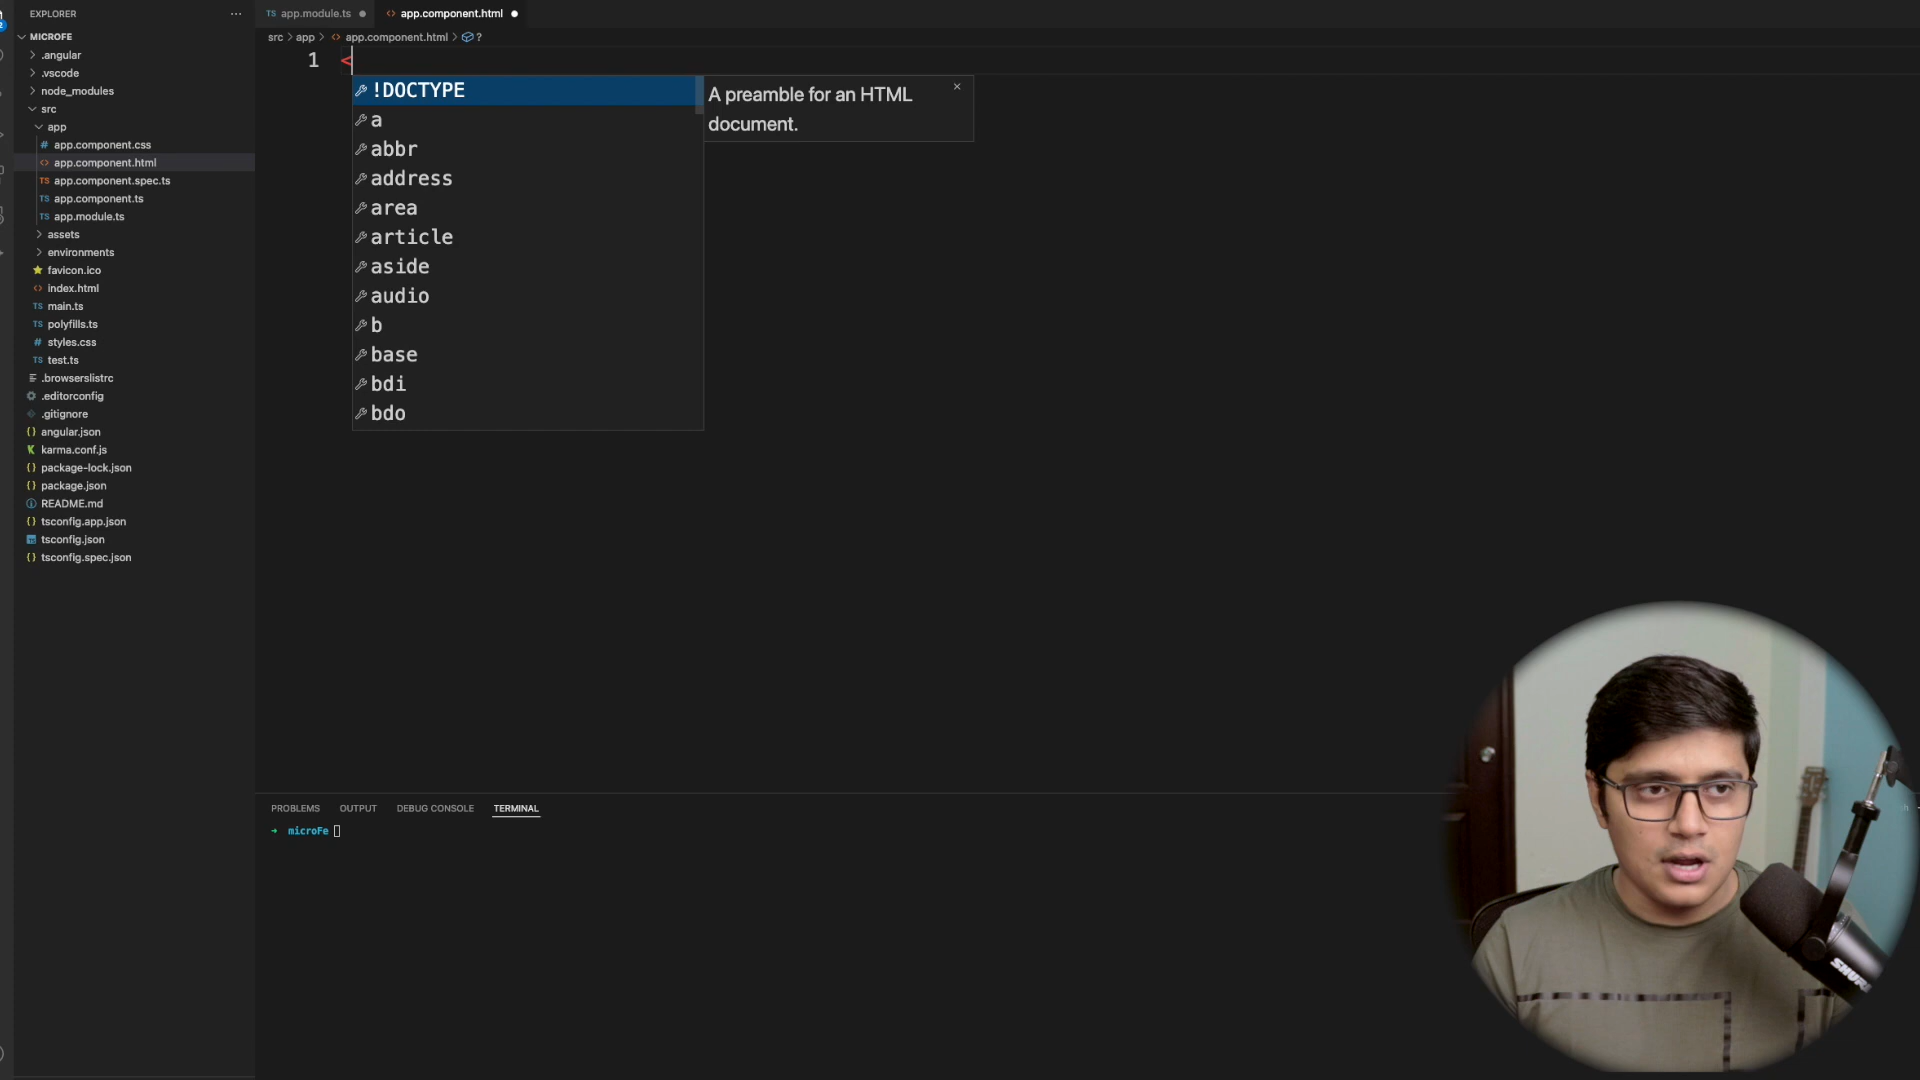 EXPLORER
MICROFE
.angular
.vscode
node_modules
src
app
app.component.css
app.component.html
app.component.spec.ts
app.component.ts
app.module.ts
assets
environments
favicon.ico
index.html
main.ts
polyfills.ts
styles.css
test.ts
.browserslistrc
.editorconfig
.gitignore
angular.json
karma.conf.js
package-lock.json
package.json
README.md
tsconfig.app.json
tsconfig.json
tsconfig.spec.json
TS app.module.ts
<> app.component.html
src > app > <> app.component.html > ?
1 <
!DOCTYPE
a
abbr
address
area
article
aside
audio
b
base
bdi
bdo
A preamble for an HTML
document.
PROBLEMS OUTPUT DEBUG CONSOLE TERMINAL
→ microFe
SHURE